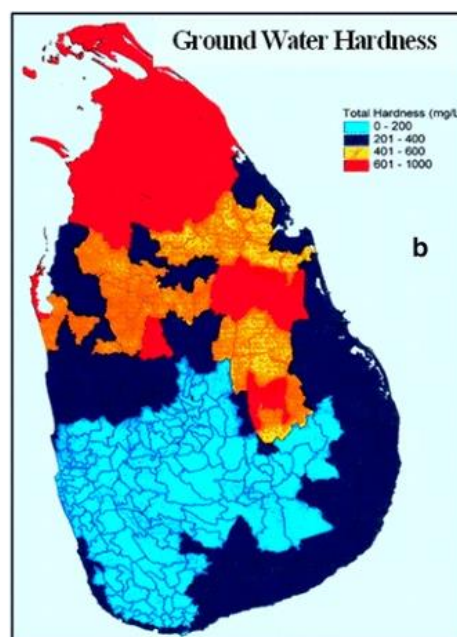 Ground Water Hardness
Total Hardness (mg/L
0 - 200
201 - 400
401 - 600
601 - 1000
b